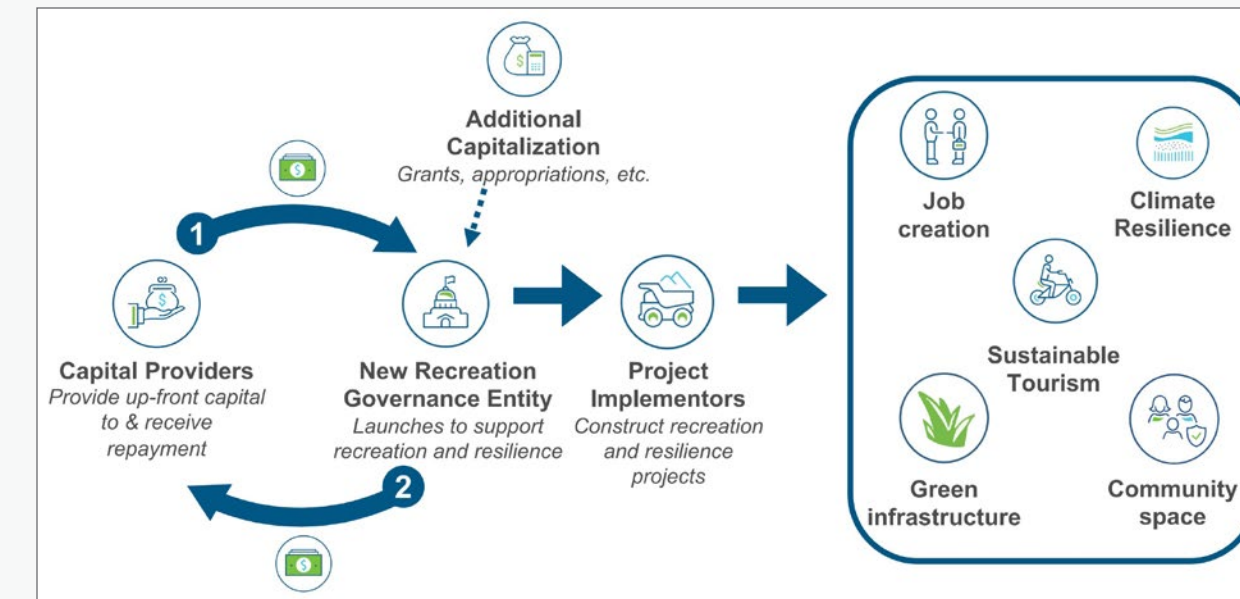 Additional
Capitalization
Grants, appropriations, etc.
1
Capital Providers
Provide up-front capital
to & receive
repayment
New Recreation
Governance Entity
Launches to support
recreation and resilience
2
Project
Implementors
Construct recreation
and resilience
projects
Job
creation
Climate
Resilience
Sustainable
Tourism
Green
infrastructure
Community
space